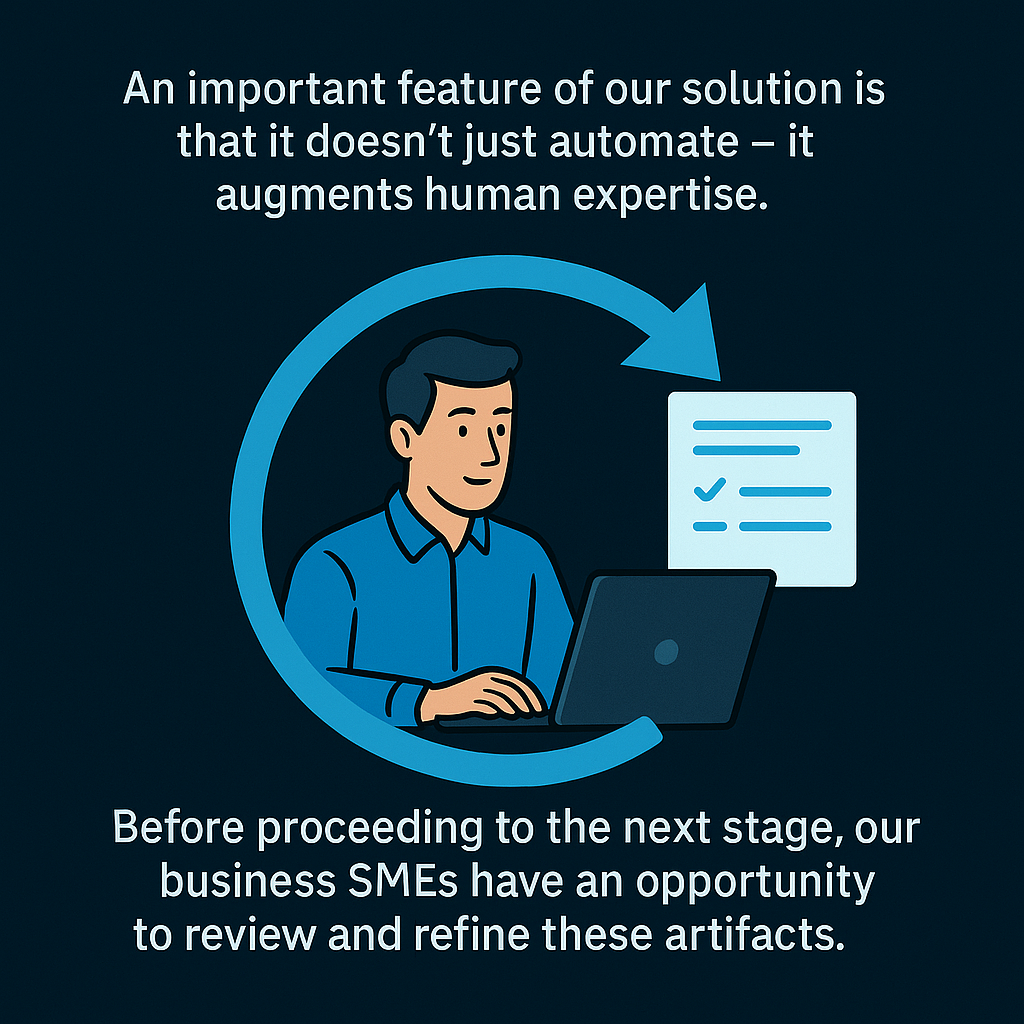 An important feature of our solution is
that it doesn’t just automate – it
augments human expertise.
Before proceeding to the next stage, our
business SMEs have an opportunity
to review and refine these artifacts.